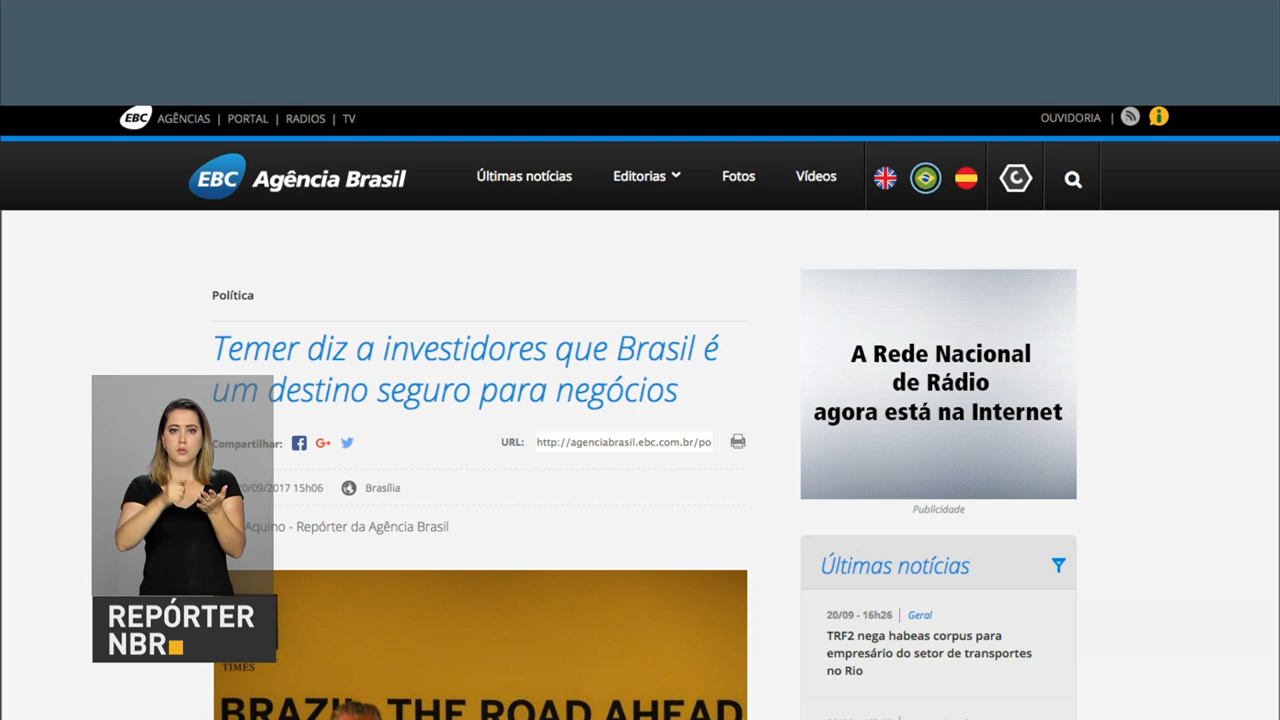 EBC AGÊNCIAS | PORTAL | RADIOS | TV
OUVIDORIA |
EBC Agência Brasil
Últimas notícias Editorias Fotos Vídeos
Política
Temer diz a investidores que Brasil é
um destino seguro para negócios
Compartilhar:
URL: http://agenciabrasil.ebc.com.br/po
20/09/2017 15h06 Brasília
Aquino - Repórter da Agência Brasil
REPÓRTER
NBR
TIMES
BRAZIL: THE ROAD AHEAD
A Rede Nacional
de Rádio
agora está na Internet
Publicidade
Últimas notícias
20/09 - 16h26 | Geral
TRF2 nega habeas corpus para
empresário do setor de transportes
no Rio